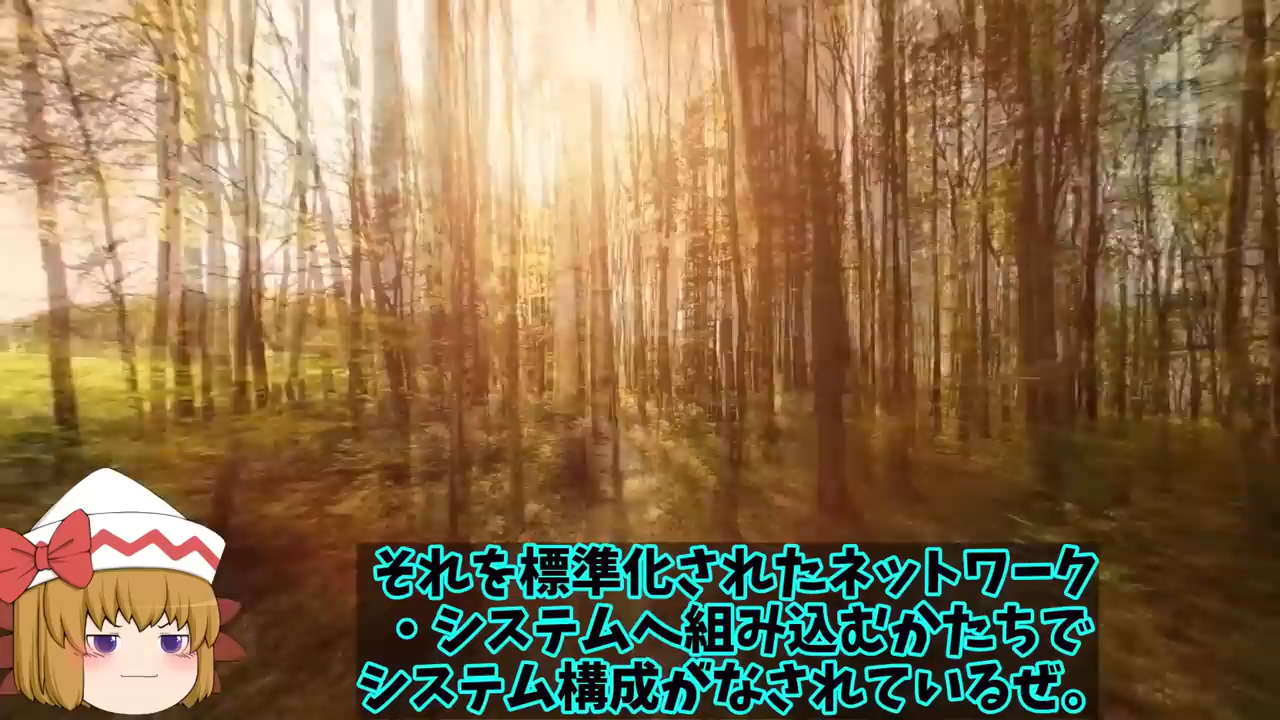 それを標準化されたネットワーク
・システムへ組み込むかたちで
システム構成がなされているぜ。